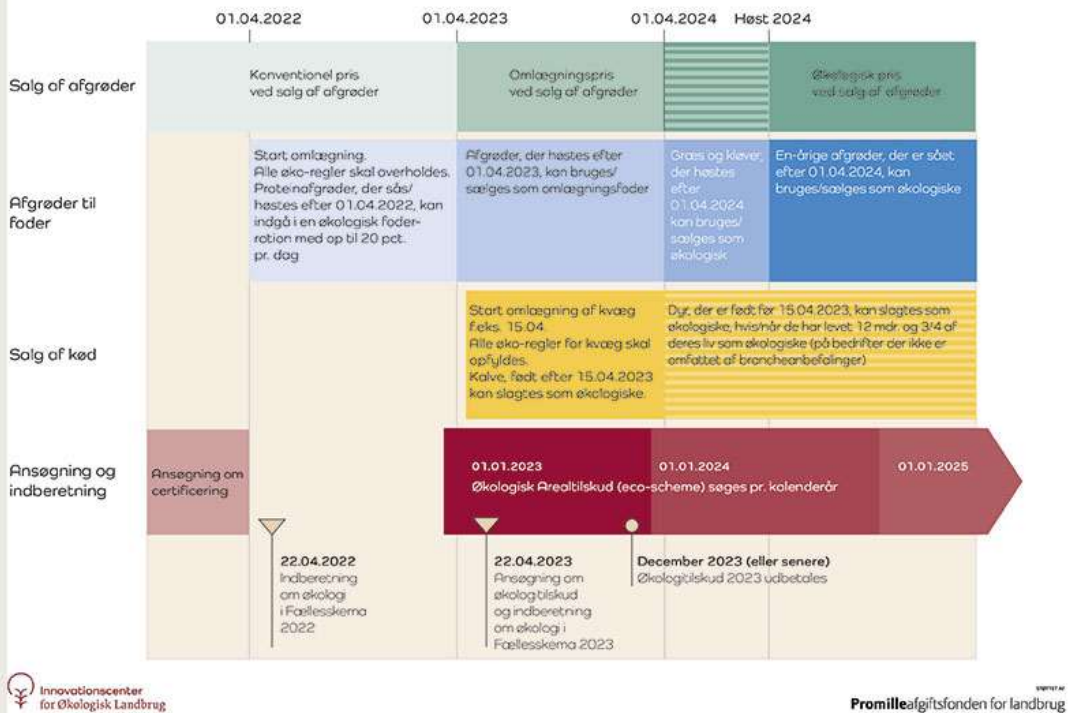 01.04.2022
01.04.2023
01.04.2024
Høst 2024
Salg af afgrøder
Konventionel pris
ved salg af afgrøder
Omlægningspris
ved salg af afgrøder
Økologisk pris
ved salg af afgrøder
Afgrøder til
foder
Start omlægning.
Alle øko-regler skal overholdes.
Proteinafgrøder, der sås/
høstes efter 01.04.2022, kan
indgå i en økologisk foder-
rotion med op til 20 pct.
pr. dag
Afgrøder, der høstes efter
01.04.2023, kan bruges/
sælges som omlægningsfoder
Græs og kløver,
der høstes
efter
01.04.2024
kan bruges/
sælges som
økologisk
En-årige afgrøder, der er sået
efter 01.04.2024, kan
bruges/sælges som økologiske
Salg af kød
Start omlægning af kvæg
f.eks. 15.04.
Alle øko-regler for kvæg skal
opfyldes.
Kalve, født efter 15.04.2023
kan slagtes som økologiske.
Dyr, der er født før 15.04.2023, kan slagtes som
økologiske, hvis/når de har levet 12 mdr. og 3/4 af
deres liv som økologiske (på bedrifter der ikke er
omfattet af brancheanbefalinger)
Ansøgning og
indberetning
Ansøgning om
certificering
01.01.2023
01.01.2024
01.01.2025
Økologisk Arealtilskud (eco-scheme) søges pr. kalenderår
22.04.2022
Indberetning
om økologi
i Fællesskema
2022
22.04.2023
Ansøgning om
økologtilskud
og indberetning
om økologi i
Fællesskema 2023
December 2023 (eller senere)
Økologitilskud 2023 udbetales
Innovationscenter
for Økologisk Landbrug
STØTTET AF
Promilleafgiftsfonden for landbrug